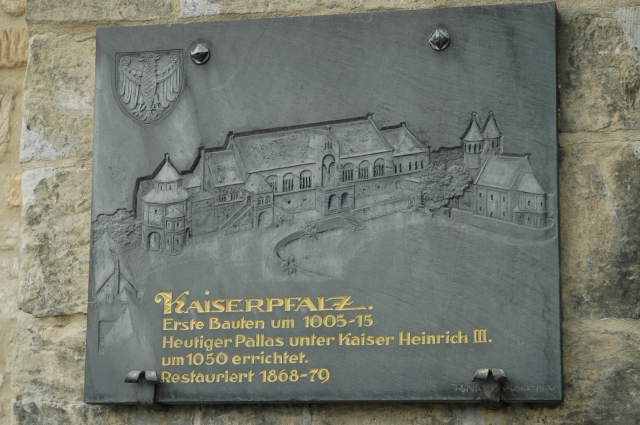 KAISERPFALZ.
Erste Bauten um 1005-15
Heutiger Pallas unter Kaiser Heinrich III.
um 1050 errichtet.
Restauriert 1868-79